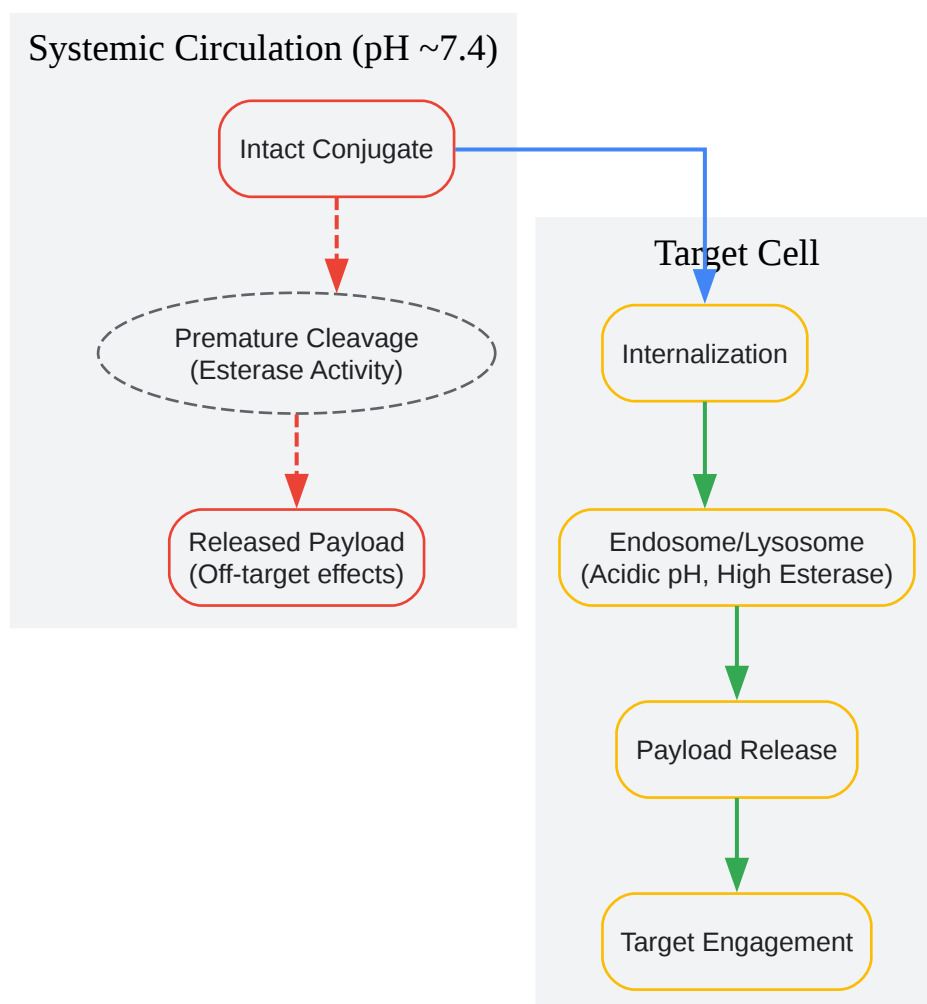 Systemic Circulation (pH ~7.4)
Intact Conjugate
Premature Cleavage
(Esterase Activity)
Released Payload
(Off-target effects)
Target Cell
Internalization
Endosome/Lysosome
(Acidic pH, High Esterase)
Payload Release
Target Engagement